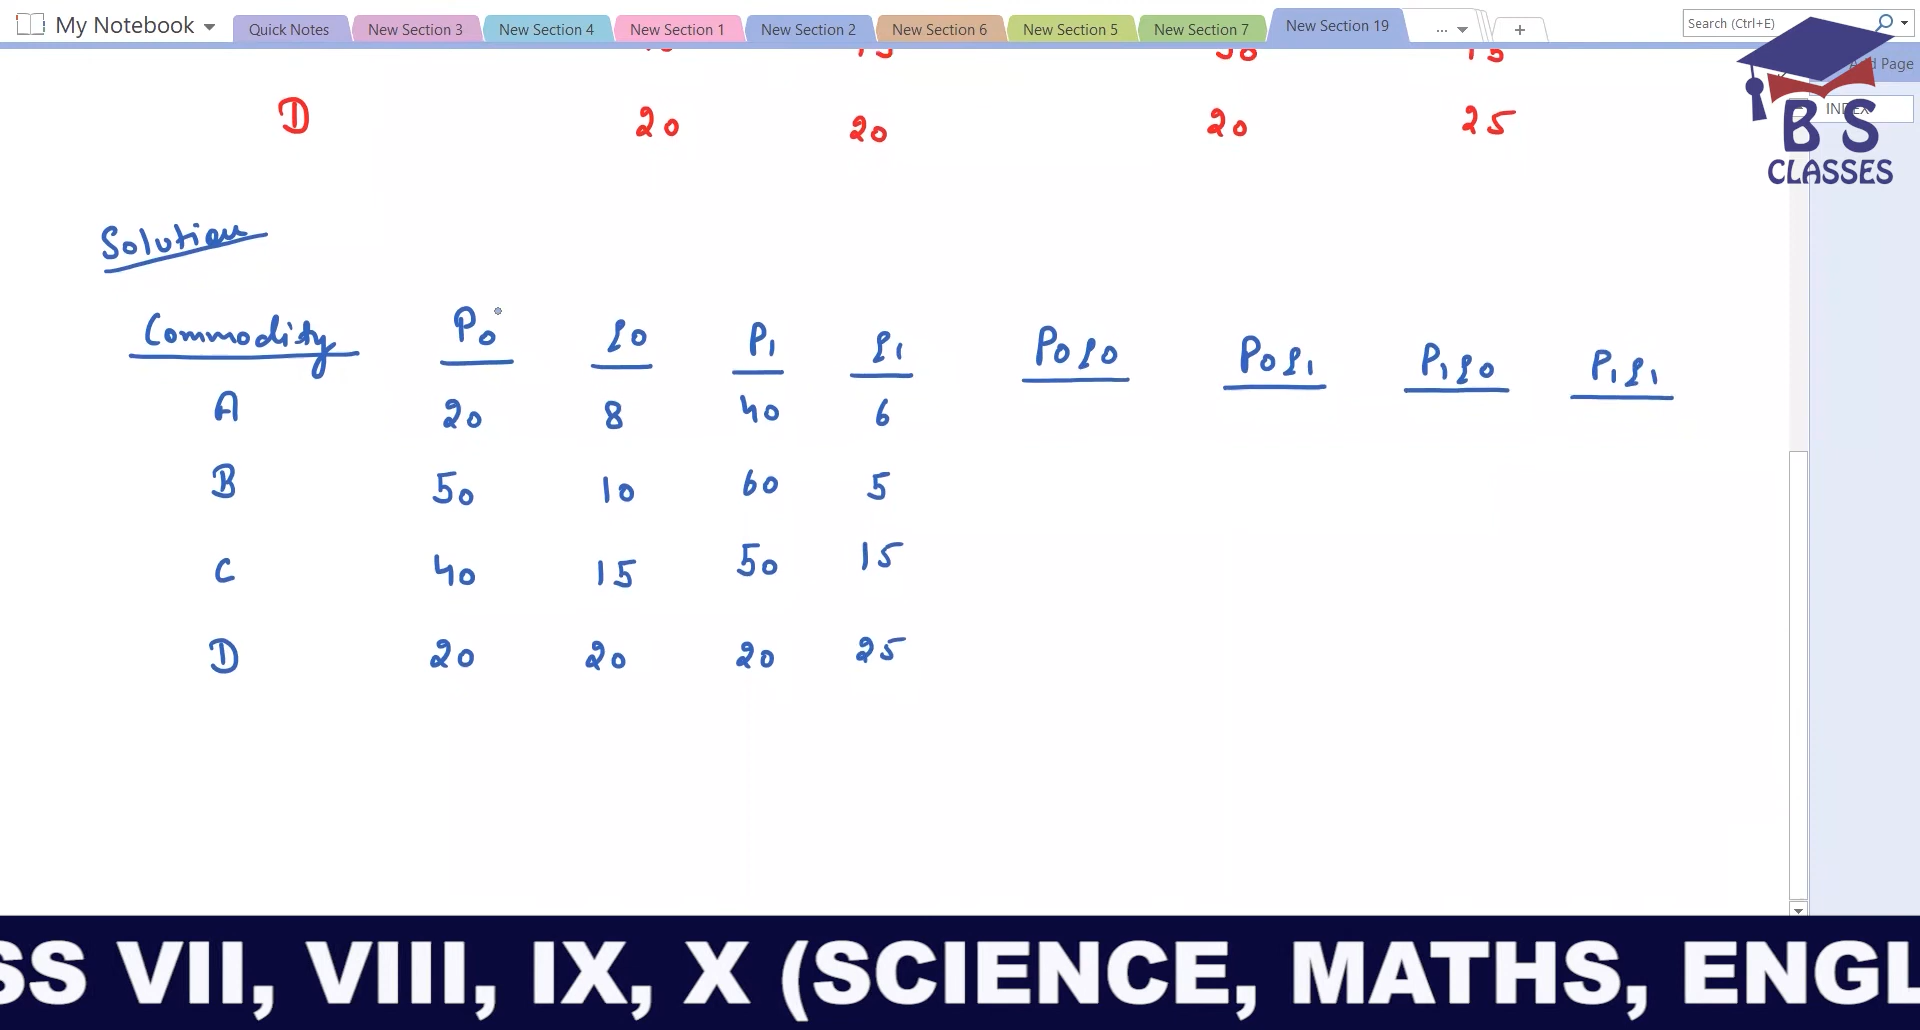 My Notebook Quick Notes New Section 3 New Section 4 New Section 1 New Section 2 New Section 6 New Section 5 New Section 7 New Section 19 ... + Search (Ctrl+E)
Page
15 15
D 20 20 20 25
B S
CLASSES
Solution
Commodity P0 q0 P1 q1 P0q0 P0q1 P1q0 P1q1
A 20 8 40 6
B 50 10 60 5
C 40 15 50 15
D 20 20 20 25
SS VII, VIII, IX, X (SCIENCE, MATHS, ENGL